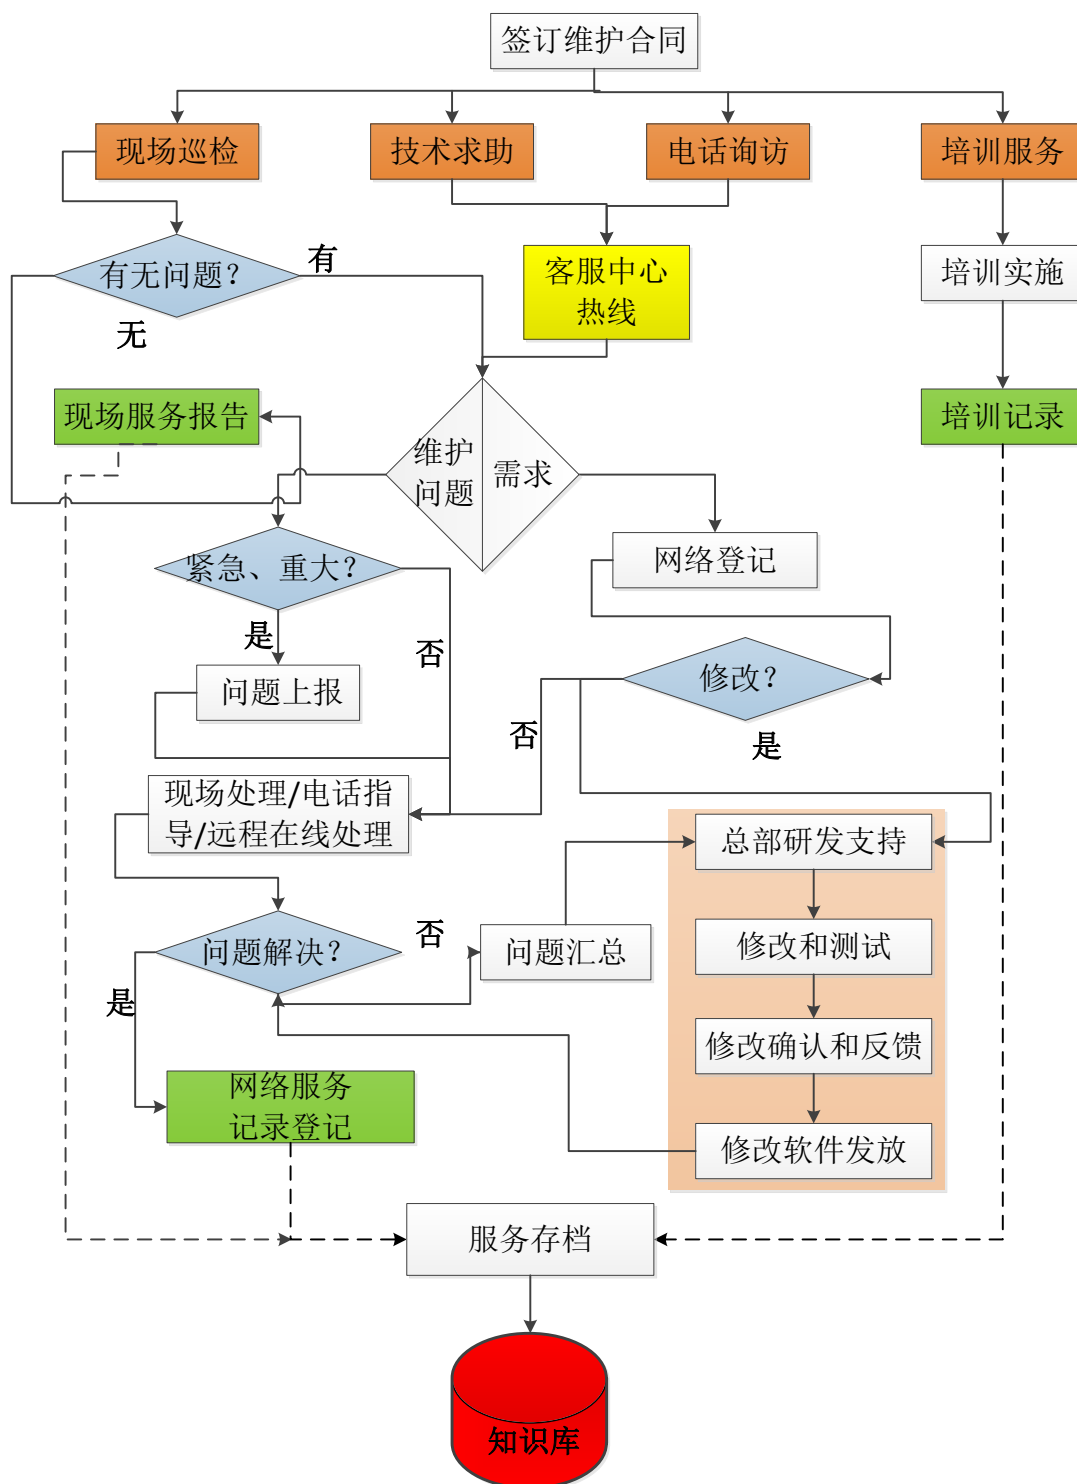 签订维护合同
现场巡检
技术求助
电话询访
培训服务
有无问题?
有
无
客服中心
热线
培训实施
现场服务报告
培训记录
维护
问题
需求
紧急、重大?
网络登记
是
否
问题上报
修改?
否
是
现场处理/电话指
导/远程在线处理
总部研发支持
问题解决?
否
问题汇总
修改和测试
是
修改确认和反馈
网络服务
记录登记
修改软件发放
服务存档
知识库